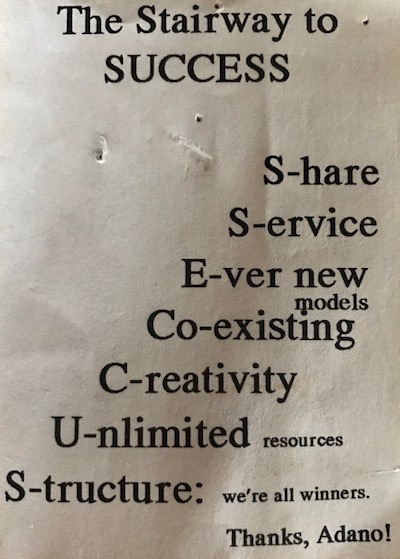 The Stairway to
SUCCESS
S-hare
S-ervice
E-ver new
models
Co-existing
C-reativity
U-nlimited resources
S-tructure: we're all winners.
Thanks, Adano!